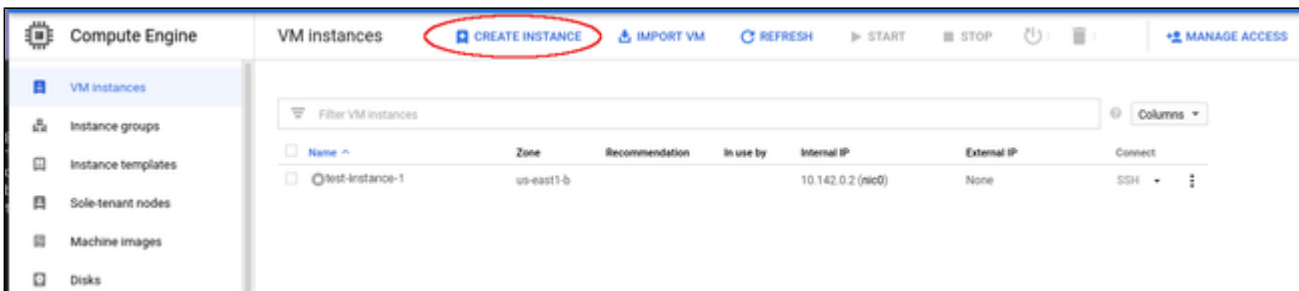 Compute Engine
VM instances
CREATE INSTANCE
IMPORT VM
REFRESH
START
STOP
MANAGE ACCESS
VM instances
Instance groups
Instance templates
Sole-tenant nodes
Machine images
Disks
Filter VM instances
Columns
Name Zone Recommendation In use by Internal IP External IP Connect
test-instance-1 us-east1-b 10.142.0.2 (nic0) None SSH